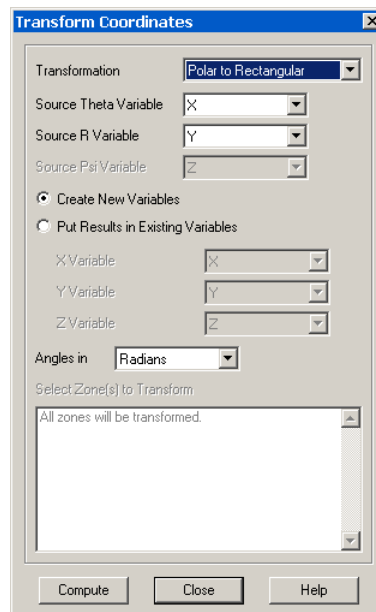 Transform Coordinates
Transformation Polar to Rectangular
Source Theta Variable X
Source R Variable Y
Source Psi Variable Z
Create New Variables
Put Results in Existing Variables
X Variable X
Y Variable Y
Z Variable Z
Angles in Radians
Select Zone(s) to Transform
All zones will be transformed.
Compute Close Help